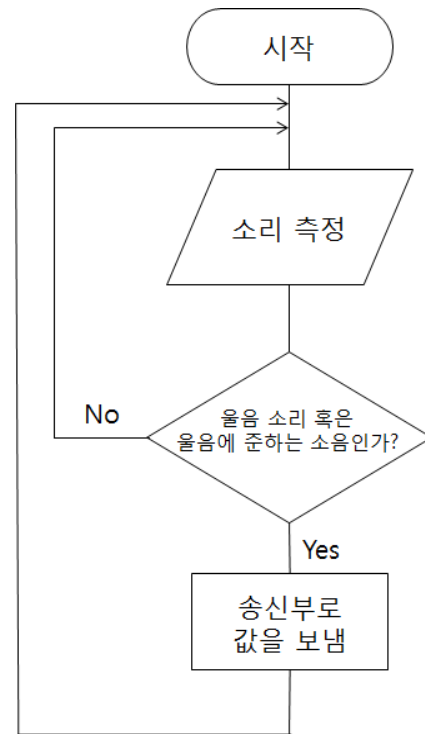 시작
소리 측정
울음 소리 혹은
울음에 준하는 소음인가?
No
Yes
송신부로
값을 보냄